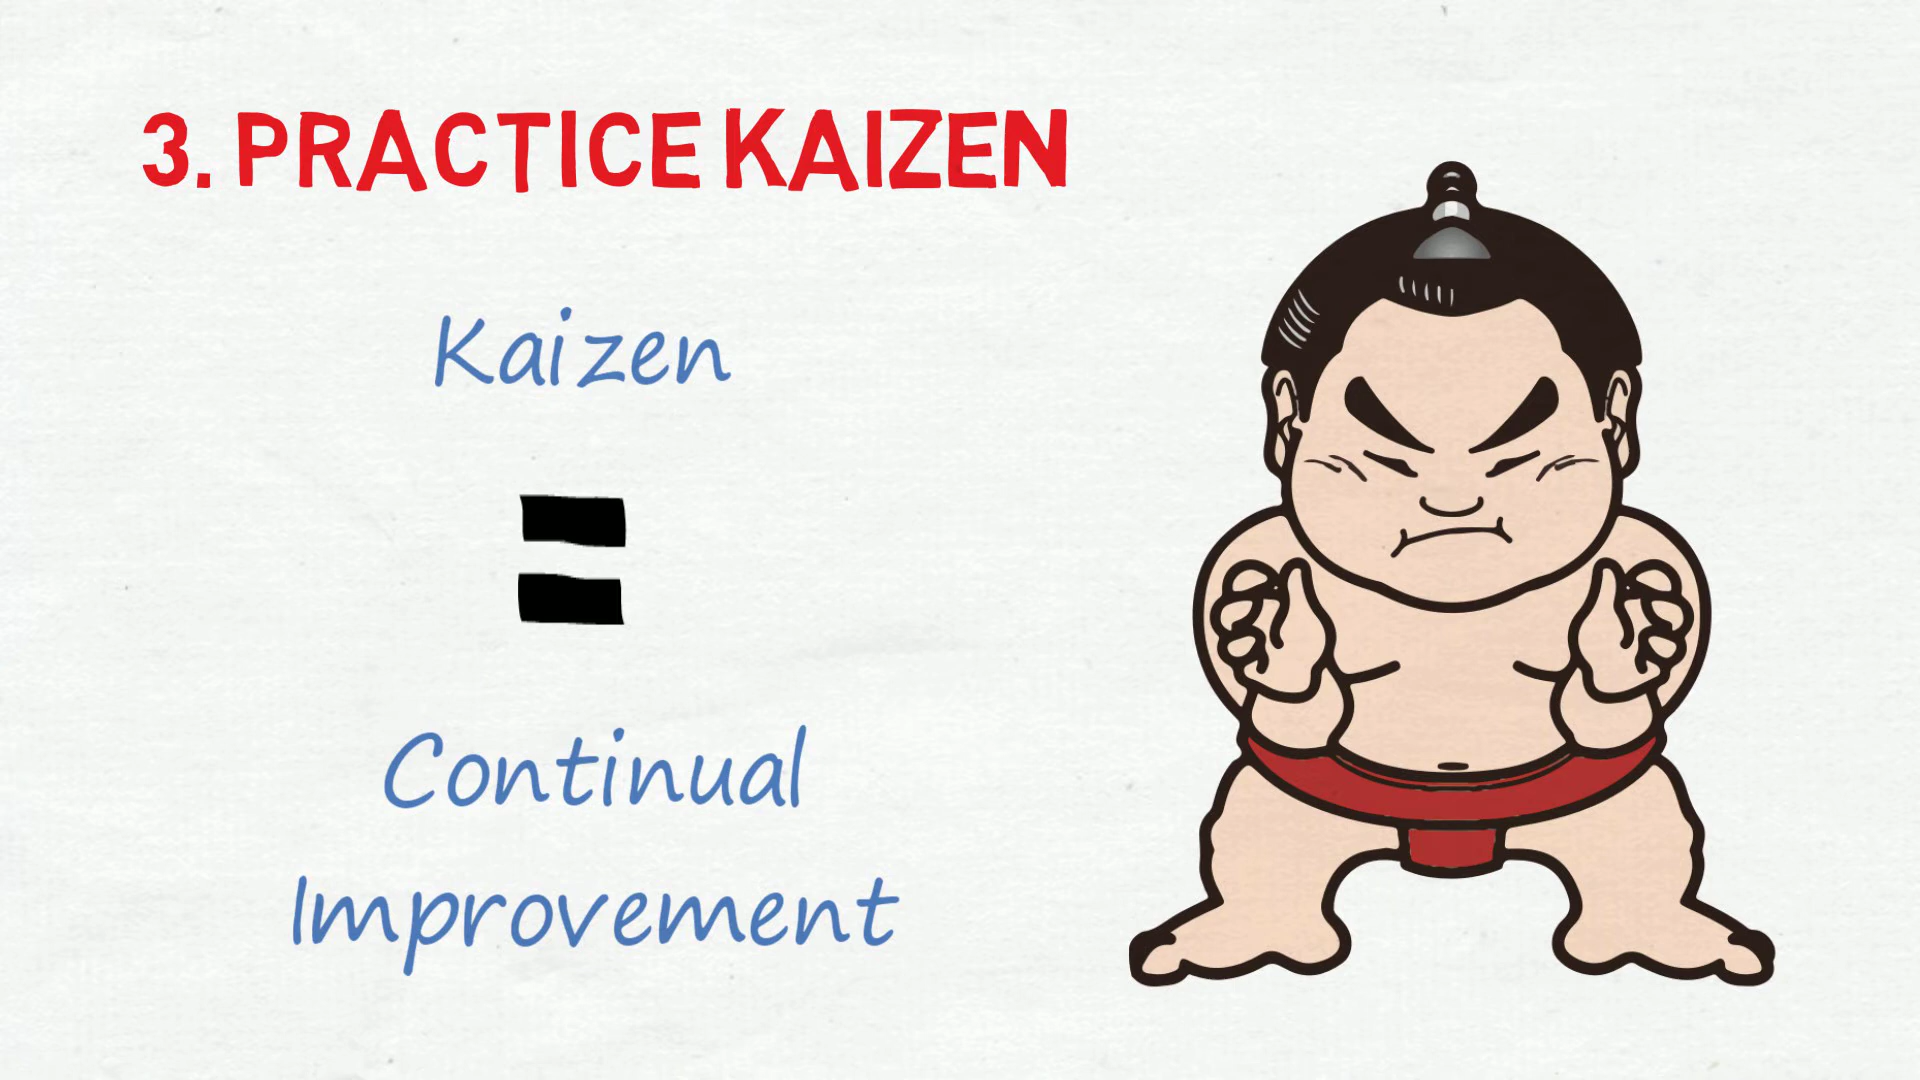 3. PRACTICE KAIZEN
Kaizen
=
Continual
Improvement